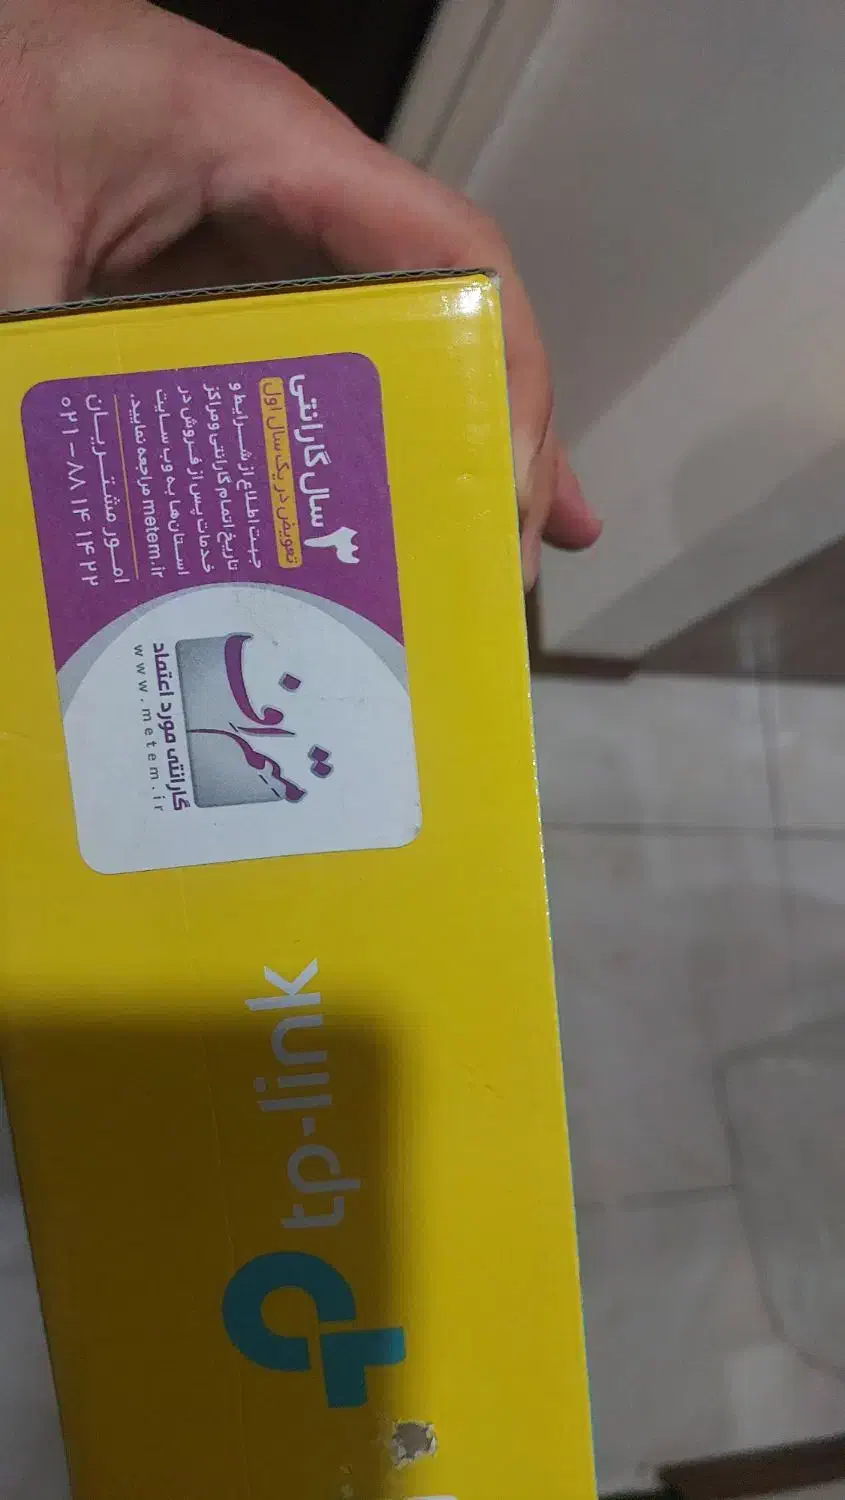 ۳ سال گارانتی
تعویض در یک سال اول
جهت اطلاع از شرایط و
تاریخ اتمام گارانتی و مراکز
خدمات پس از فروش در
استان‌ها به وب سایت
metem.ir مراجعه نمایید.
امور مشتریان
۰۲۱-۸۸۱۴۱۴۲۲
گارانتی مورد اعتماد
www.metem.ir
tp-link